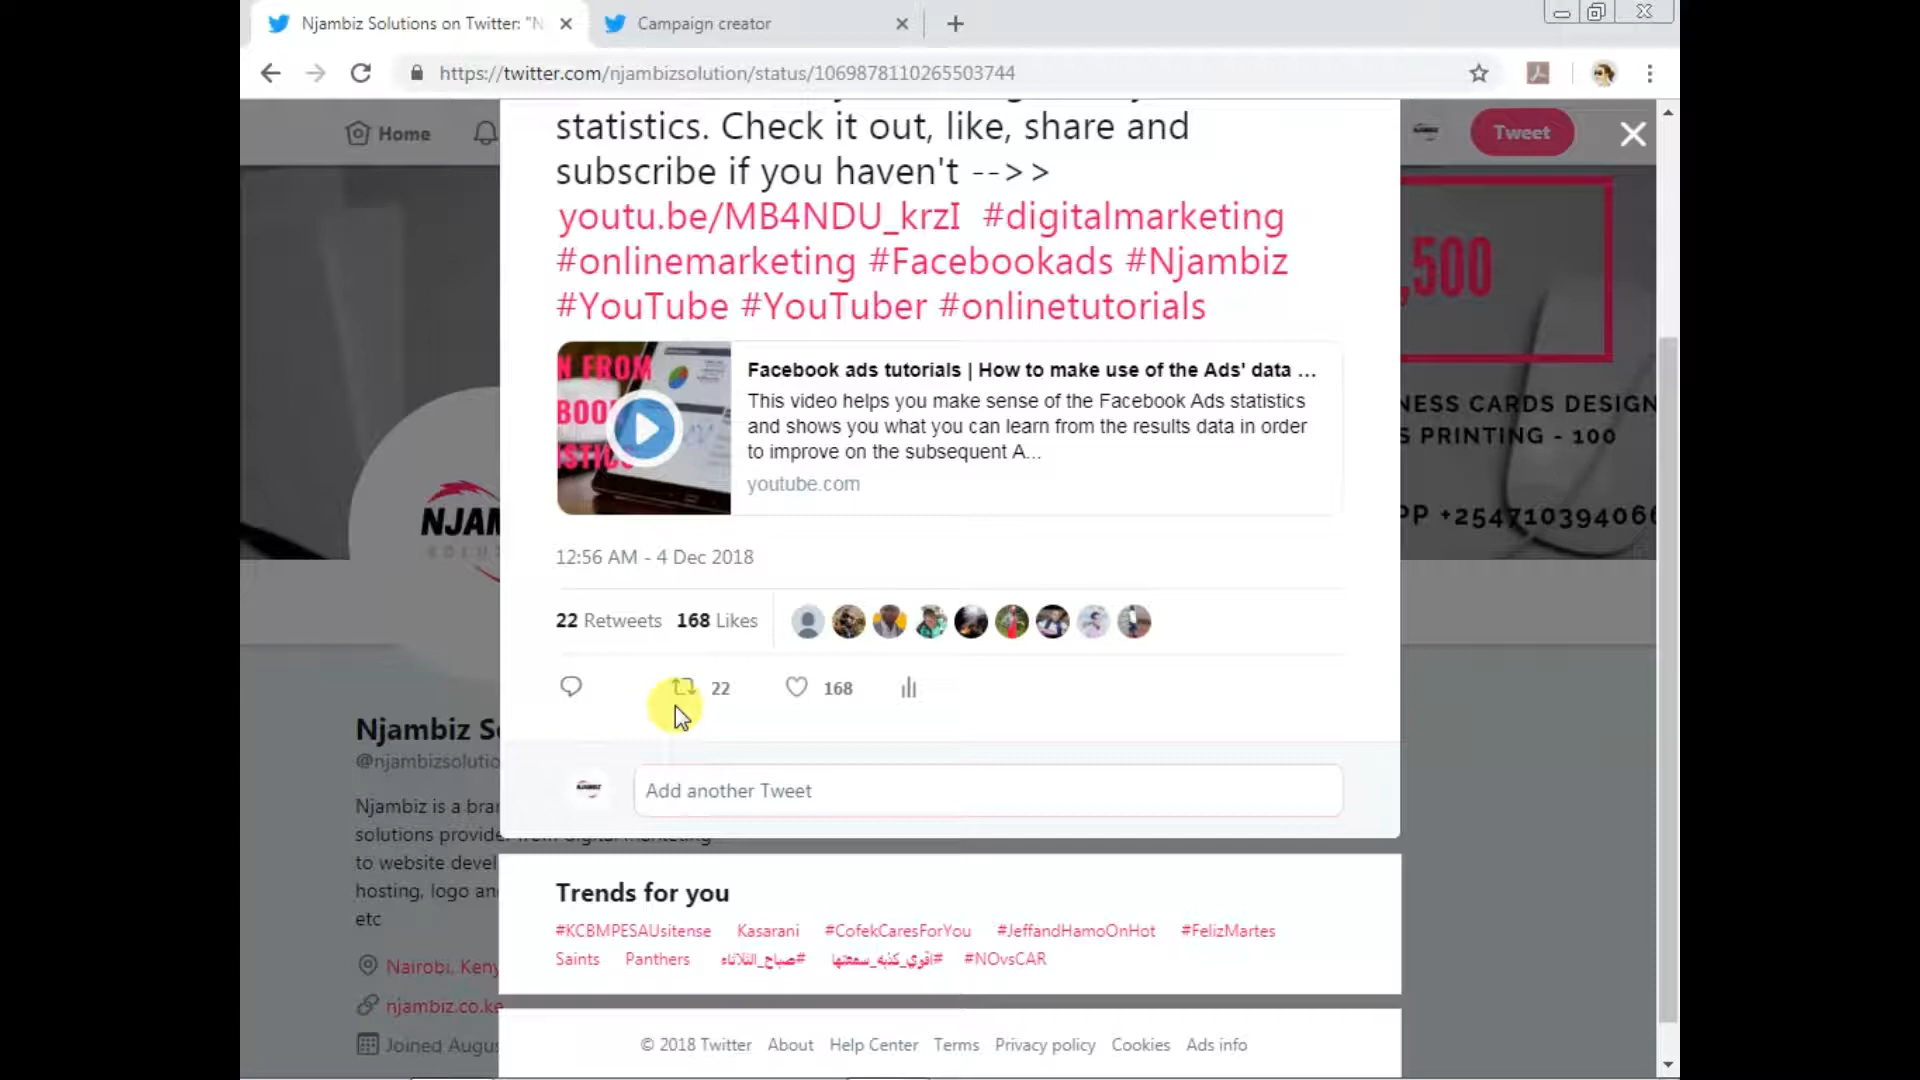 Njambiz Solutions on Twitter: "N
Campaign creator
https://twitter.com/njambizsolution/status/1069878110265503744
Home
Tweet
statistics. Check it out, like, share and
subscribe if you haven't -->>
youtu.be/MB4NDU_krzI #digitalmarketing
#onlinemarketing #Facebookads #Njambiz
#YouTube #YouTuber #onlinetutorials
Facebook ads tutorials | How to make use of the Ads' data ...
This video helps you make sense of the Facebook Ads statistics
and shows you what you can learn from the results data in order
to improve on the subsequent A...
youtube.com
12:56 AM - 4 Dec 2018
22 Retweets 168 Likes
22
168
Add another Tweet
Trends for you
#KCBMPESAUsitense Kasarani #CofekCaresForYou #JeffandHamoOnHot #FelizMartes
Saints Panthers #صباح_الثلاثاء #اقوي_كذبه_سمعتها #NOvsCAR
© 2018 Twitter About Help Center Terms Privacy policy Cookies Ads info
,500
NESS CARDS DESIGN
PRINTING - 100
PP +25471039406
NJAM
Njambiz S
@njambizsolutio
Njambiz is a bra
solutions provide
to website devel
hosting, logo an
etc
Nairobi, Keny
njambiz.co.ke
Joined Augus